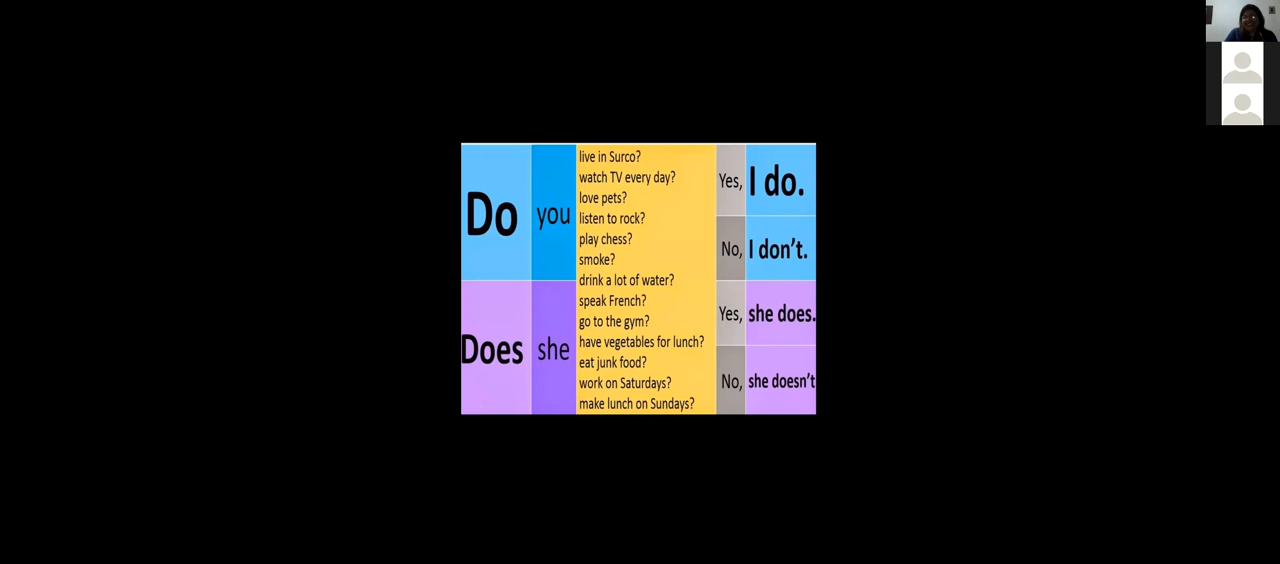 Do
you
live in Surco?
watch TV every day?
love pets?
listen to rock?
play chess?
smoke?
drink a lot of water?
speak French?
go to the gym?
have vegetables for lunch?
eat junk food?
work on Saturdays?
make lunch on Sundays?
Yes, I do.
No, I don't.
Does
she
Yes, she does.
No, she doesn't